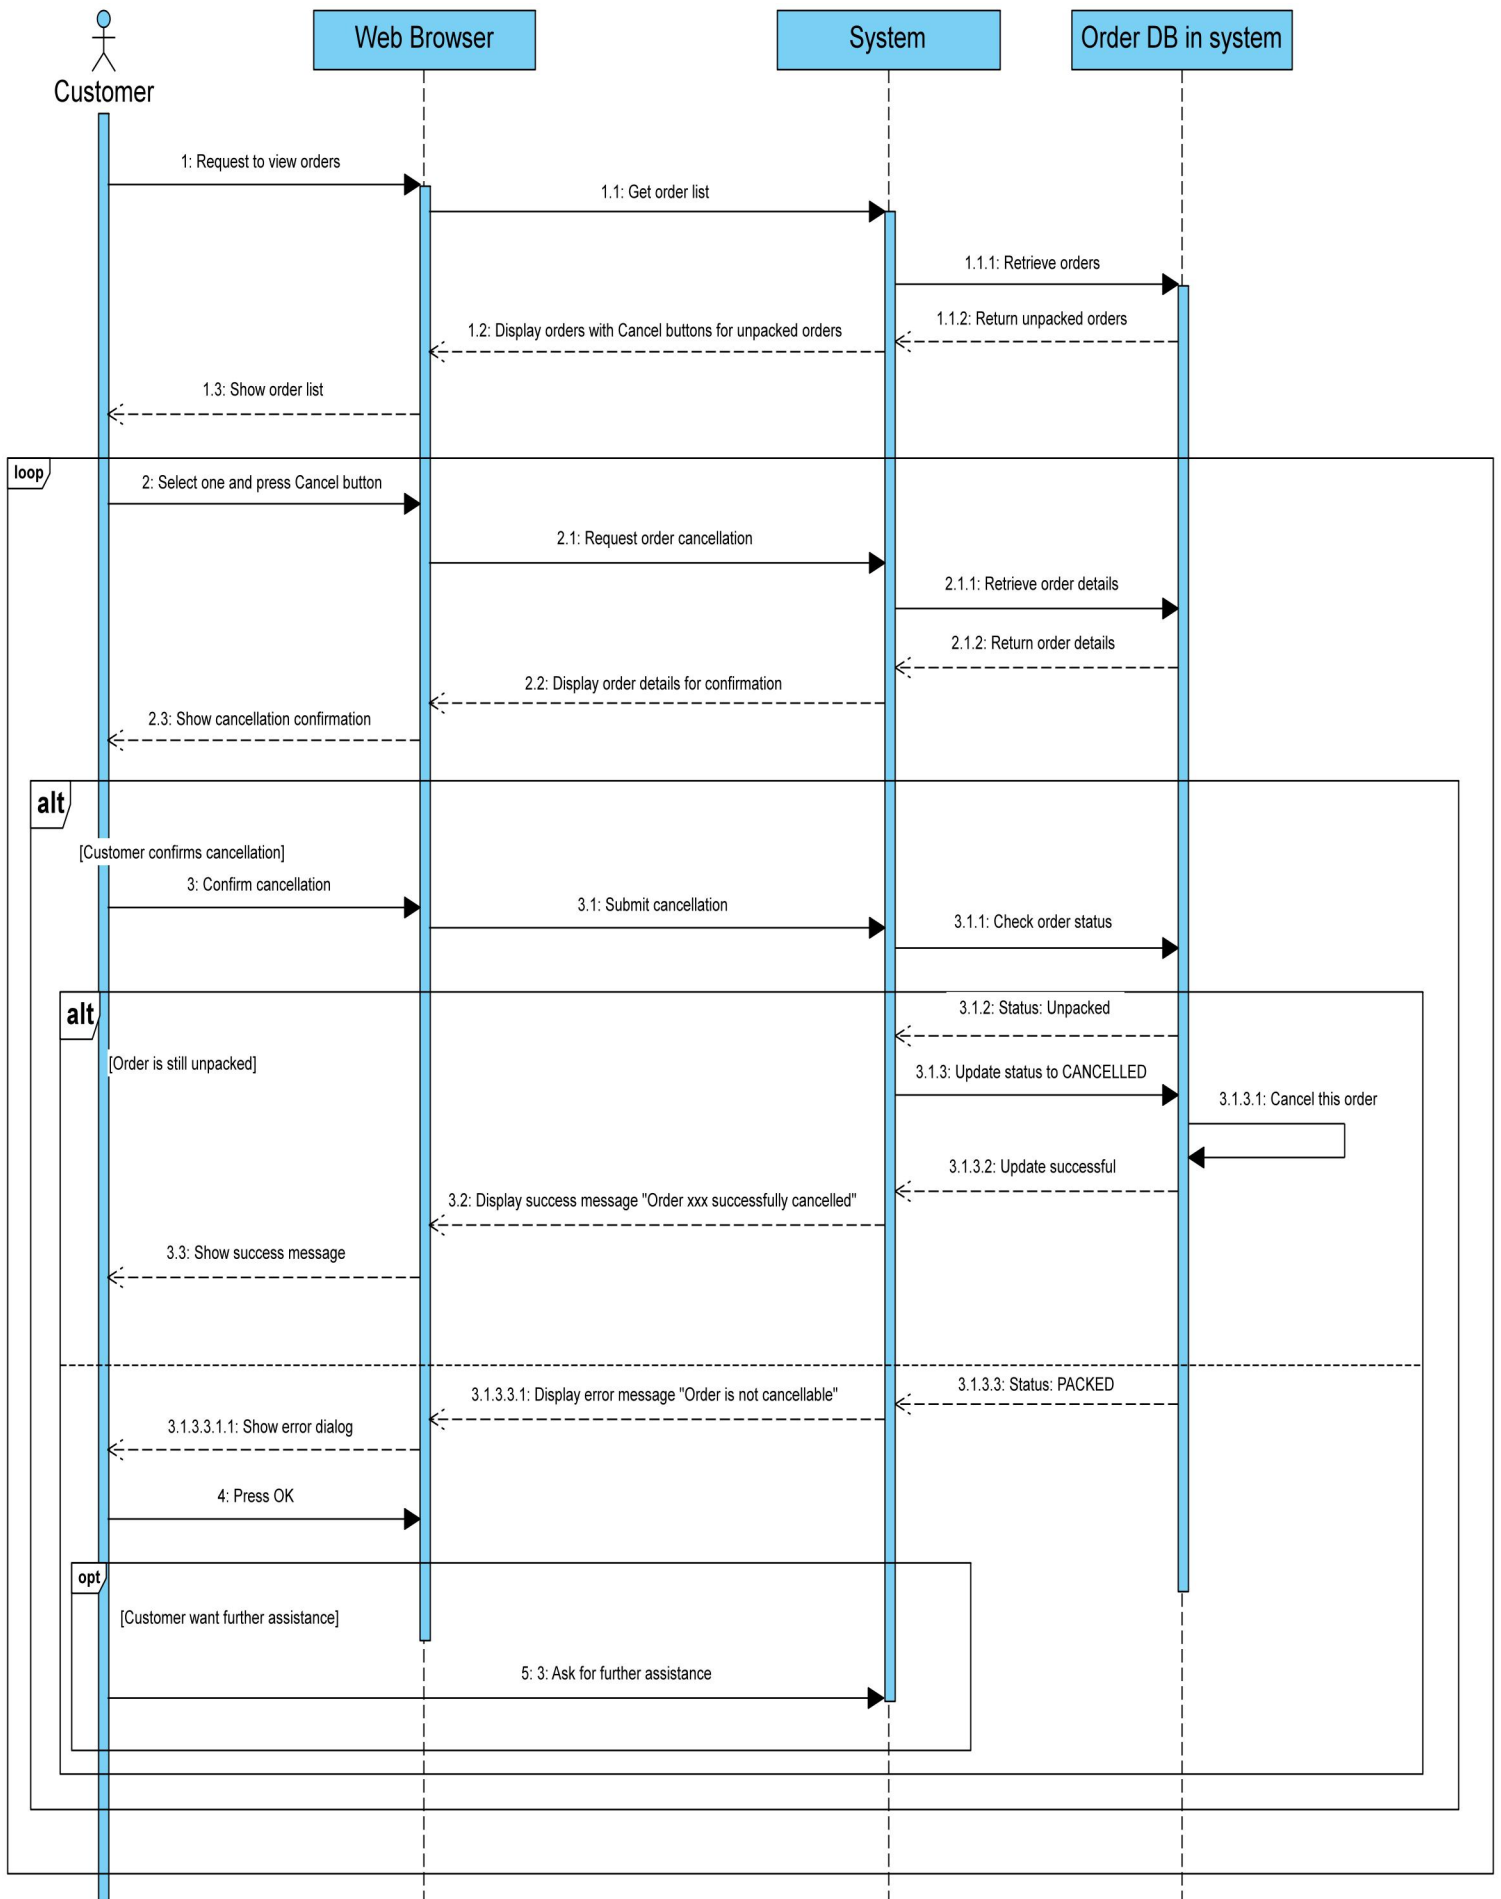 Customer
Web Browser
System
Order DB in system
1: Request to view orders
1.1: Get order list
1.1.1: Retrieve orders
1.1.2: Return unpacked orders
1.2: Display orders with Cancel buttons for unpacked orders
1.3: Show order list
loop
2: Select one and press Cancel button
2.1: Request order cancellation
2.1.1: Retrieve order details
2.1.2: Return order details
2.2: Display order details for confirmation
2.3: Show cancellation confirmation
alt
[Customer confirms cancellation]
3: Confirm cancellation
3.1: Submit cancellation
3.1.1: Check order status
alt
3.1.2: Status: Unpacked
[Order is still unpacked]
3.1.3: Update status to CANCELLED
3.1.3.1: Cancel this order
3.1.3.2: Update successful
3.2: Display success message "Order xxx successfully cancelled"
3.3: Show success message
3.1.3.3: Status: PACKED
3.1.3.3.1: Display error message "Order is not cancellable"
3.1.3.3.1.1: Show error dialog
4: Press OK
opt
[Customer want further assistance]
5: 3: Ask for further assistance